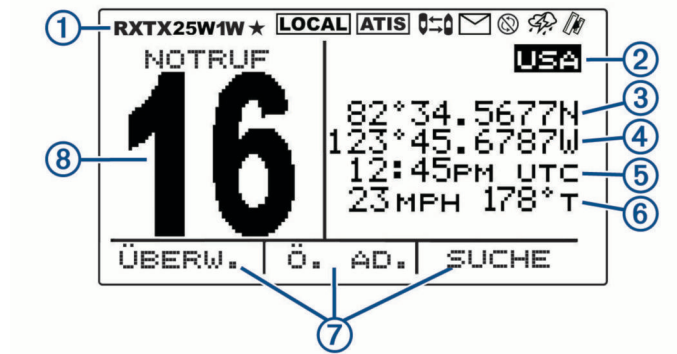 ① RXTX25W1W★ LOCAL ATIS
NOTRUF
USA ②
82°34.5677N ③
123°45.6787W ④
⑧ 16
12:45PM UTC ⑤
23MPH 178°T ⑥
ÜBERW. Ö. AD. SUCHE
⑦